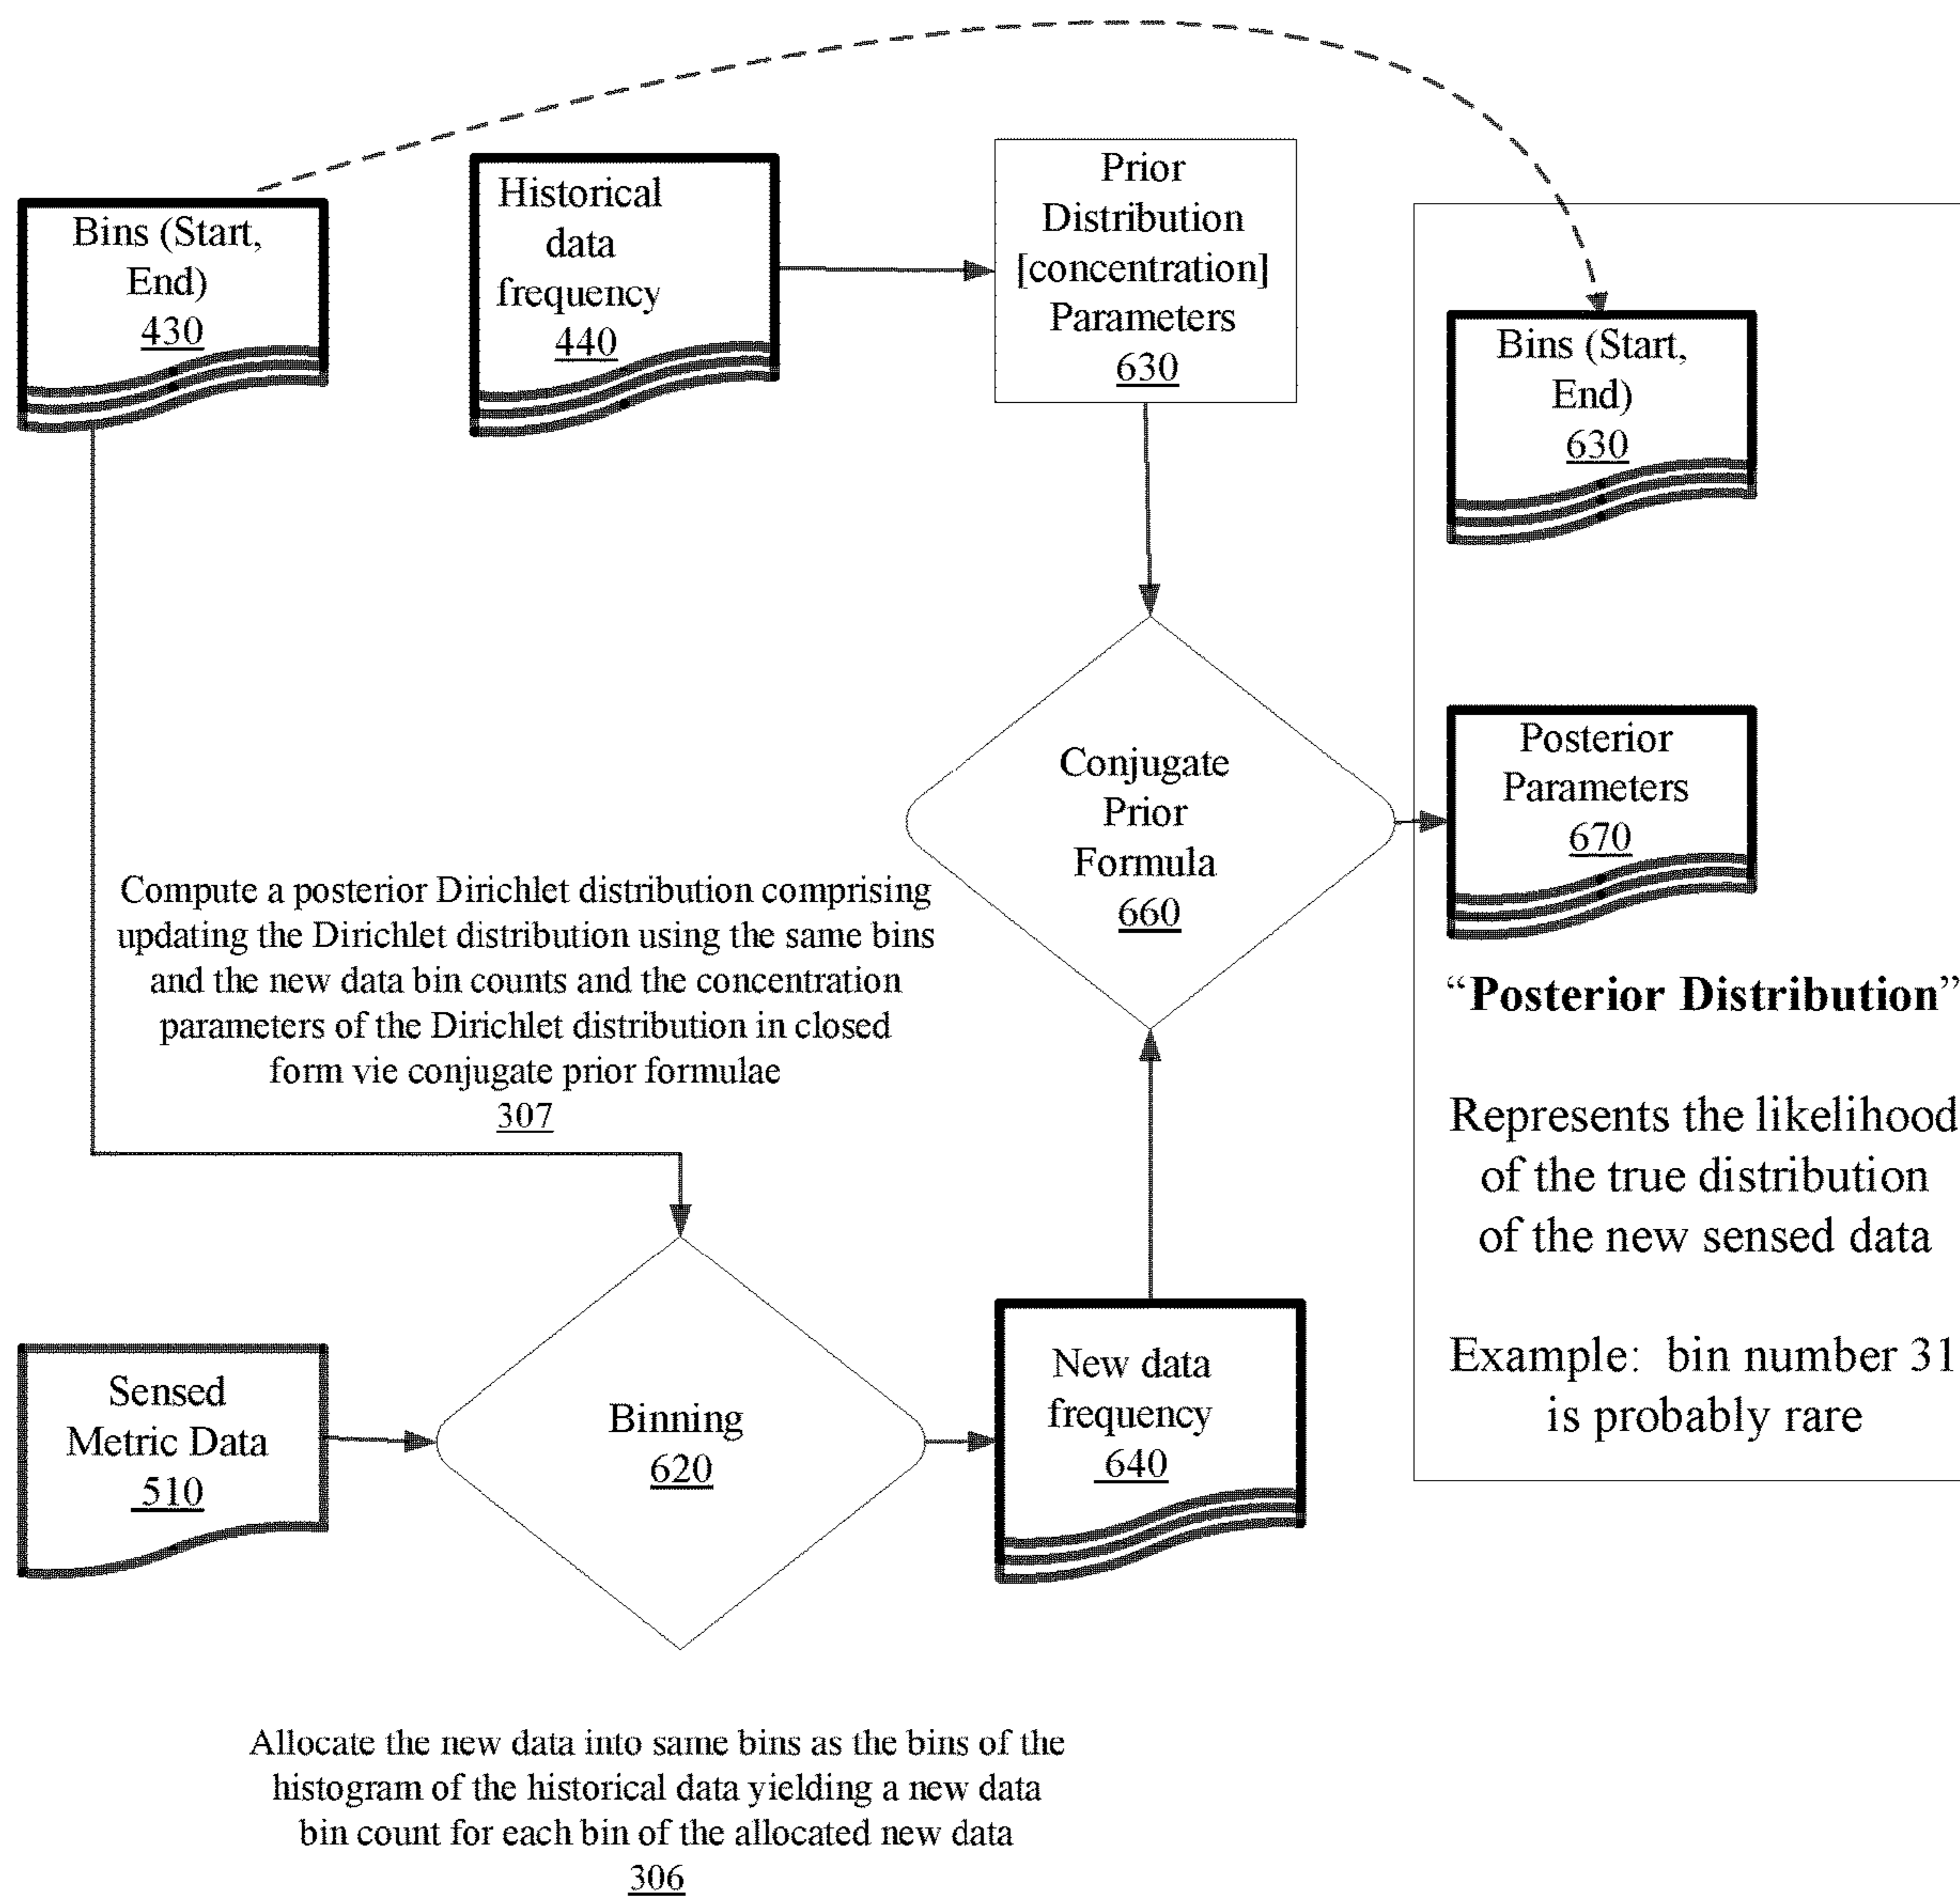 Bins (Start,
End)
430
Historical
data
frequency
440
Prior
Distribution
[concentration]
Parameters
630
Bins (Start,
End)
630
Conjugate
Prior
Formula
660
Posterior
Parameters
670
Compute a posterior Dirichlet distribution comprising
updating the Dirichlet distribution using the same bins
and the new data bin counts and the concentration
parameters of the Dirichlet distribution in closed
form vie conjugate prior formulae
307
“Posterior Distribution”
Represents the likelihood
of the true distribution
of the new sensed data
Example: bin number 31
is probably rare
Sensed
Metric Data
510
Binning
620
New data
frequency
640
Allocate the new data into same bins as the bins of the
histogram of the historical data yielding a new data
bin count for each bin of the allocated new data
306